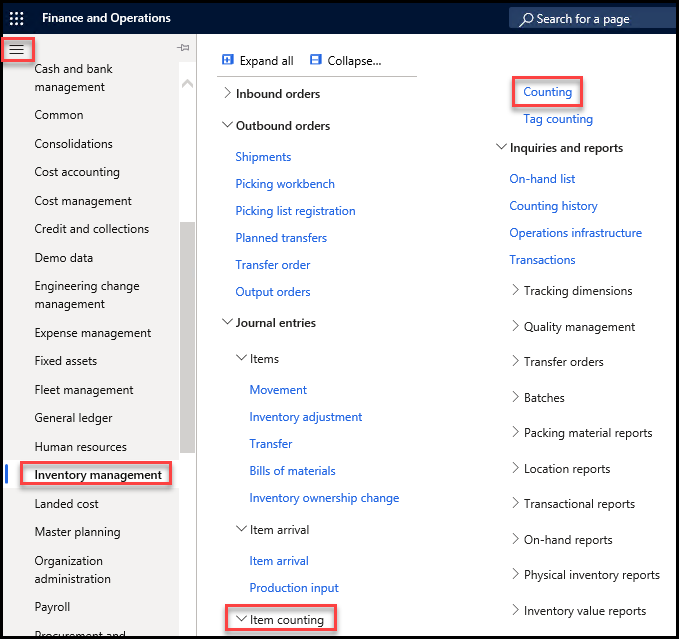 Finance and Operations
Search for a page
Cash and bank
management
Common
Consolidations
Cost accounting
Cost management
Credit and collections
Demo data
Engineering change
management
Expense management
Fixed assets
Fleet management
General ledger
Human resources
Inventory management
Landed cost
Master planning
Organization
administration
Payroll
Procurement and
Expand all
Collapse...
Inbound orders
Outbound orders
Shipments
Picking workbench
Picking list registration
Planned transfers
Transfer order
Output orders
Journal entries
Items
Movement
Inventory adjustment
Transfer
Bills of materials
Inventory ownership change
Item arrival
Item arrival
Production input
Item counting
Counting
Tag counting
Inquiries and reports
On-hand list
Counting history
Operations infrastructure
Transactions
Tracking dimensions
Quality management
Transfer orders
Batches
Packing material reports
Location reports
Transactional reports
On-hand reports
Physical inventory reports
Inventory value reports